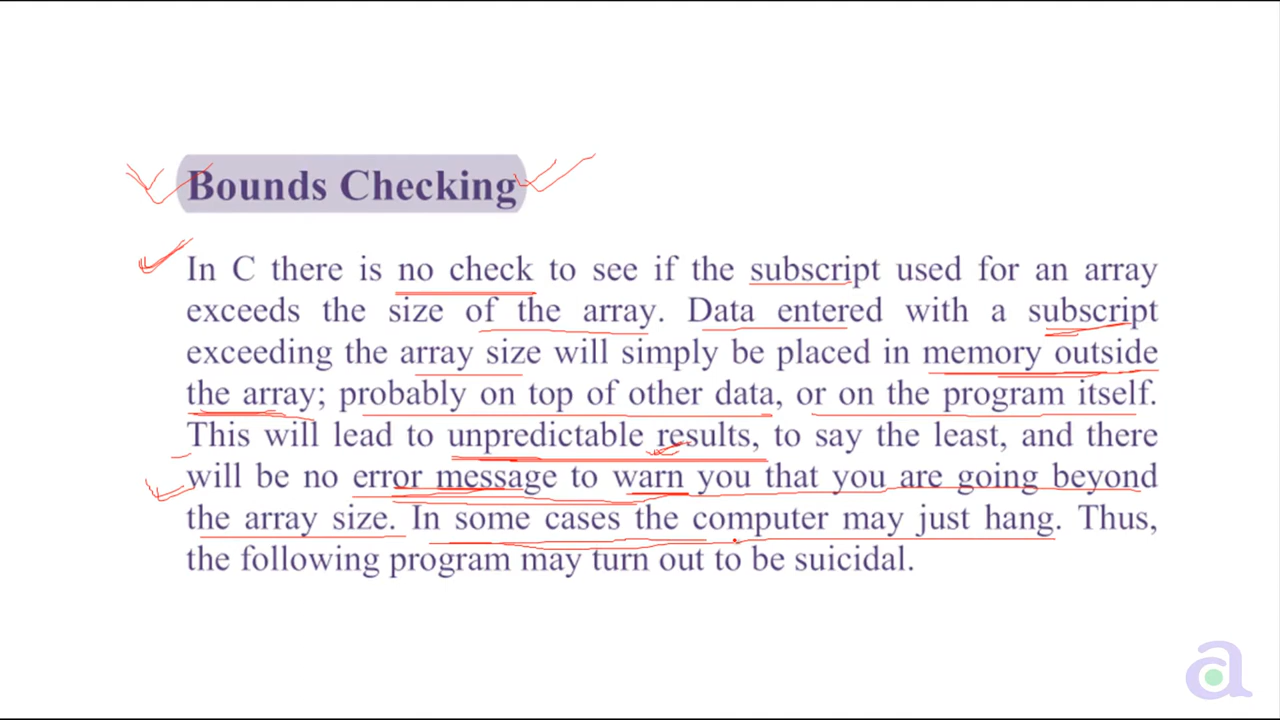 Bounds Checking
In C there is no check to see if the subscript used for an array
exceeds the size of the array. Data entered with a subscript
exceeding the array size will simply be placed in memory outside
the array; probably on top of other data, or on the program itself.
This will lead to unpredictable results, to say the least, and there
will be no error message to warn you that you are going beyond
the array size. In some cases the computer may just hang. Thus,
the following program may turn out to be suicidal.
a